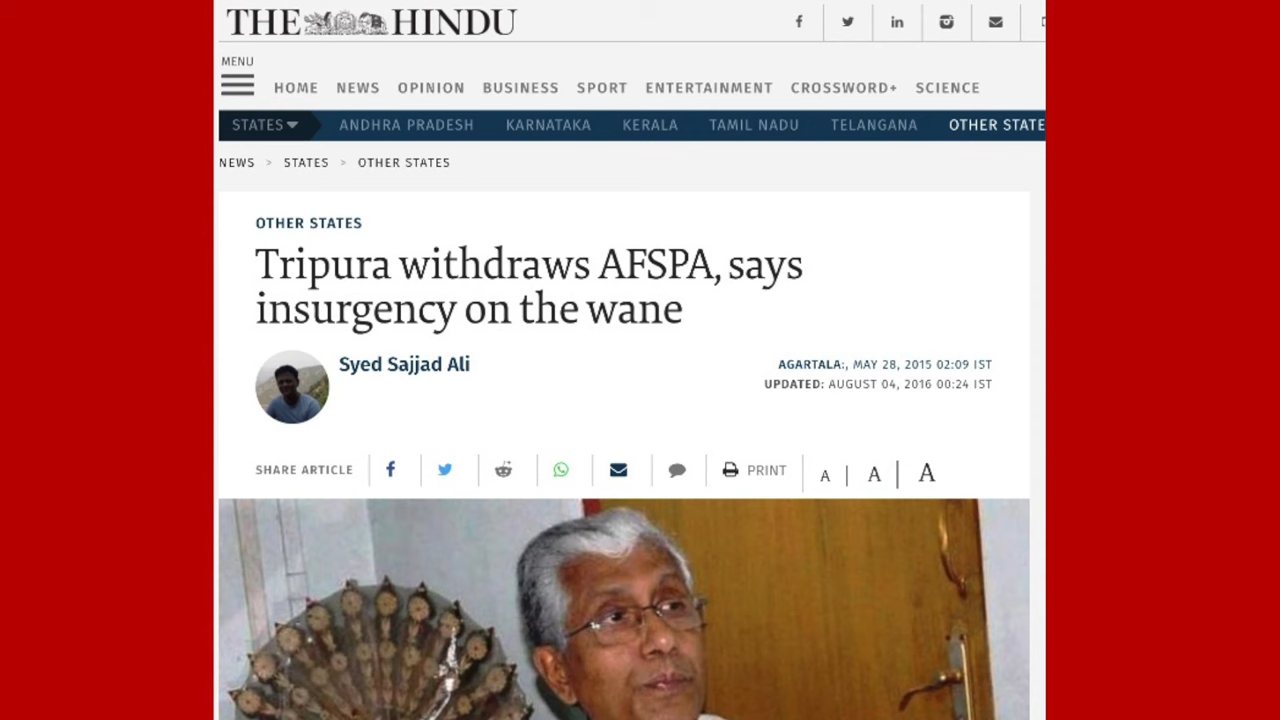 THE HINDU
MENU
HOME NEWS OPINION BUSINESS SPORT ENTERTAINMENT CROSSWORD+ SCIENCE
STATES ANDHRA PRADESH KARNATAKA KERALA TAMIL NADU TELANGANA OTHER STATE
NEWS > STATES > OTHER STATES
OTHER STATES
Tripura withdraws AFSPA, says
insurgency on the wane
Syed Sajjad Ali
AGARTALA:, MAY 28, 2015 02:09 IST
UPDATED: AUGUST 04, 2016 00:24 IST
SHARE ARTICLE PRINT A | A | A